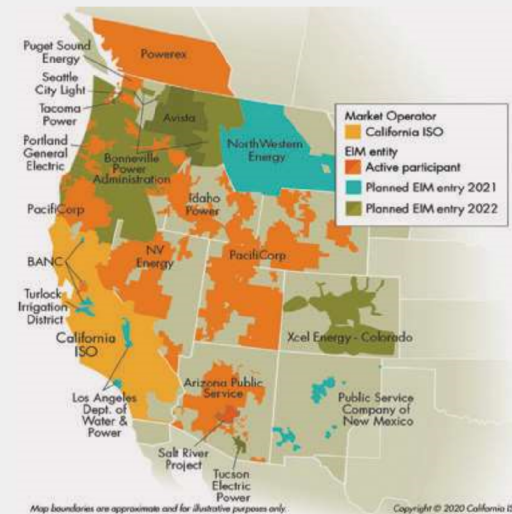 Puget Sound
Energy
Seattle
City Light
Tacoma
Power
Portland
General
Electric
PacifiCorp
BANC
Turlock
Irrigation
District
California
ISO
Los Angeles
Dept. of
Water &
Power
Powerex
Avista
Bonneville
Power
Administration
NorthWestern
Energy
Idaho
Power
NV
Energy
PacifiCorp
Xcel Energy - Colorado
Arizona Public
Service
Salt River
Project
Tucson
Electric
Power
Public Service
Company of
New Mexico
Market Operator
California ISO
EIM entity
Active participant
Planned EIM entry 2021
Planned EIM entry 2022
Map boundaries are approximate and for illustrative purposes only.
Copyright © 2020 California